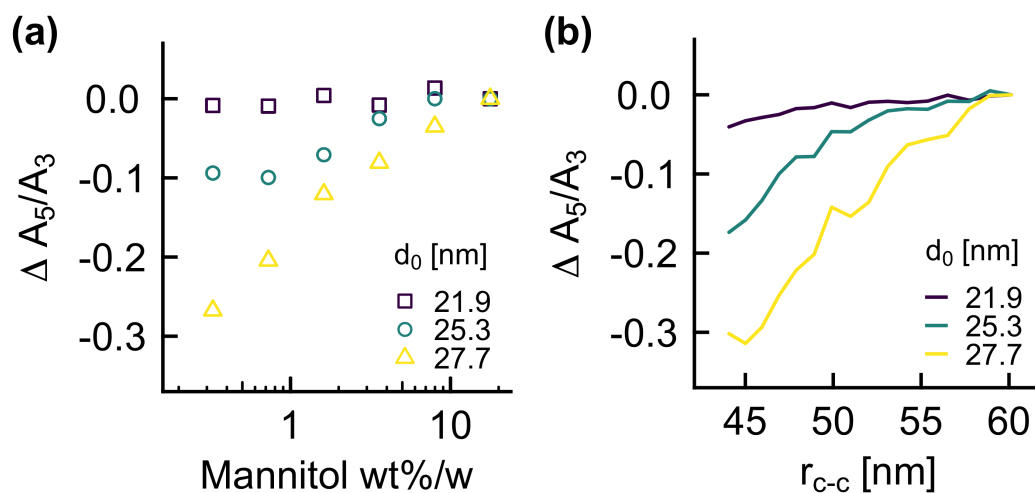 (a)
Δ A5/A3
0.0
-0.1
-0.2
-0.3
1
10
Mannitol wt%/w
d0 [nm]
21.9
25.3
27.7
(b)
Δ A5/A3
0.0
-0.1
-0.2
-0.3
45
50
55
60
rc-c [nm]
d0 [nm]
21.9
25.3
27.7